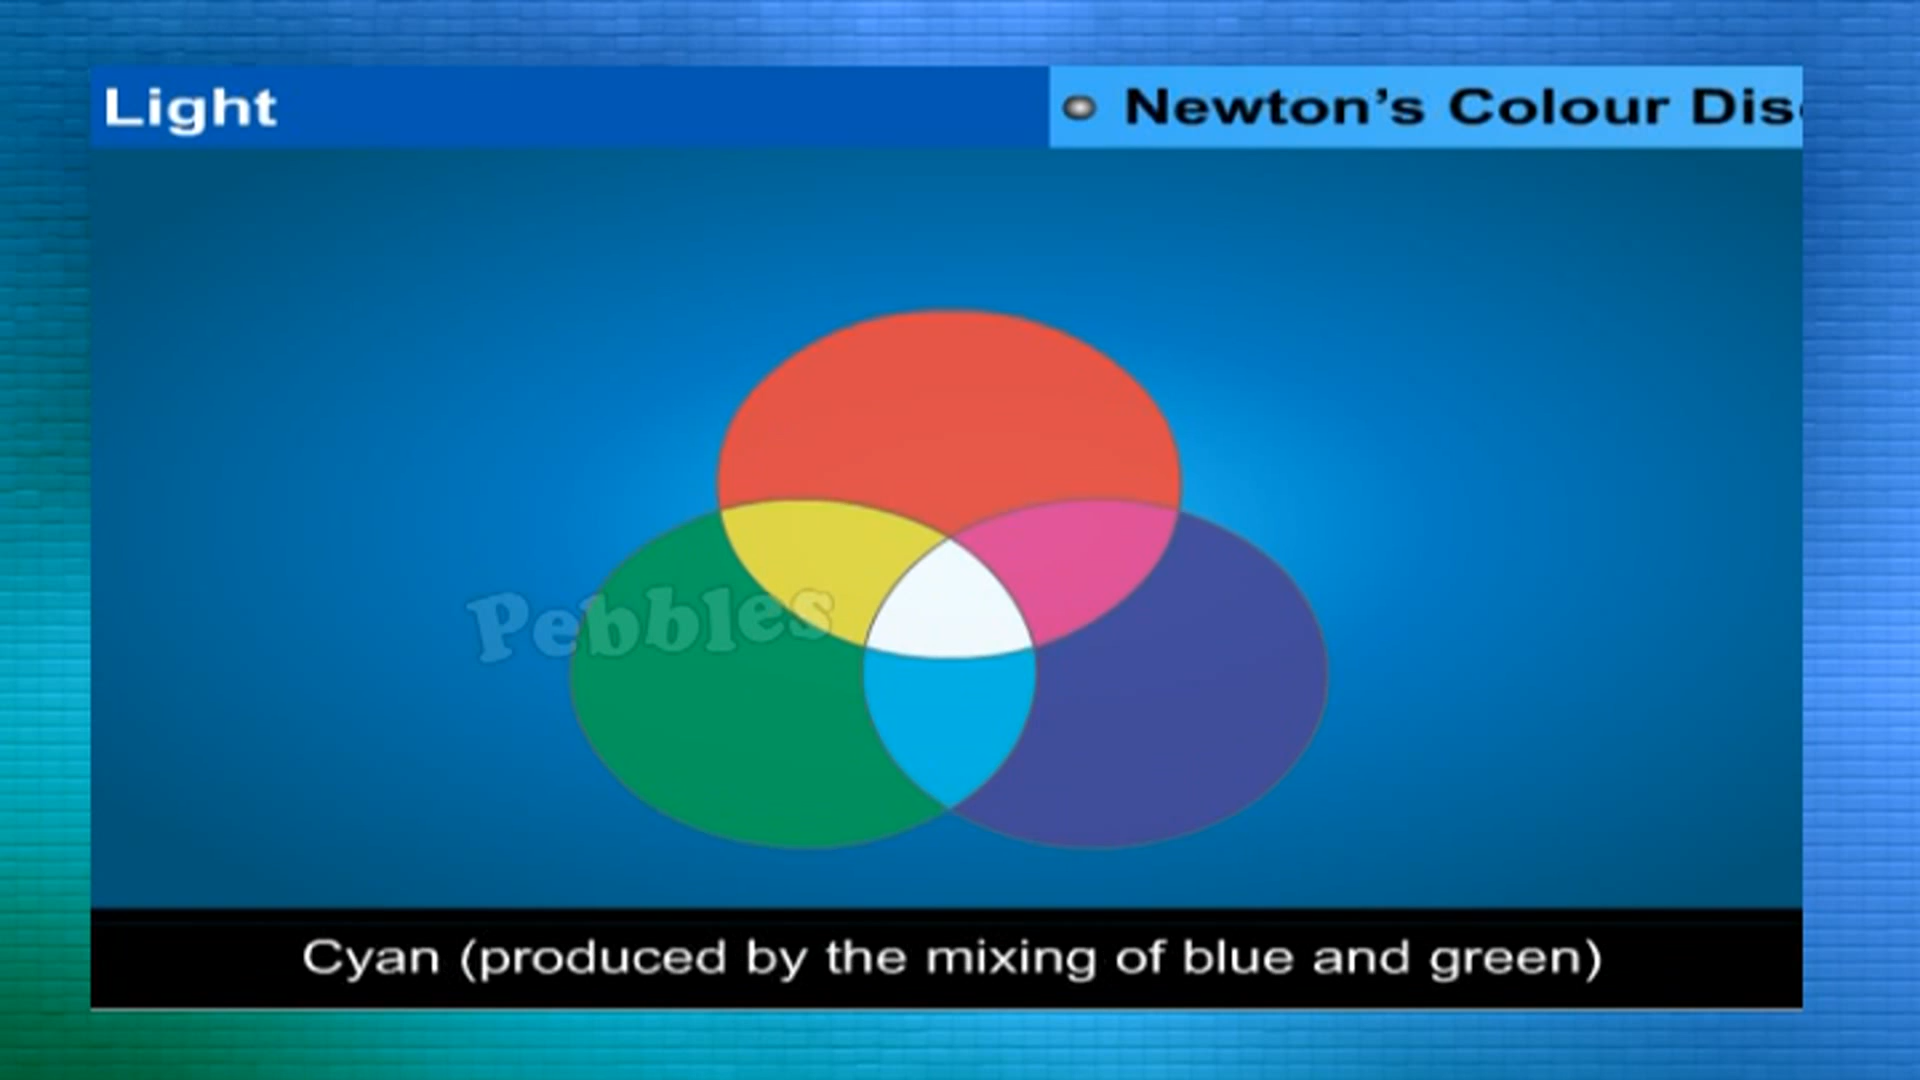 Light
Newton's Colour Dis
Pebbles
Cyan (produced by the mixing of blue and green)